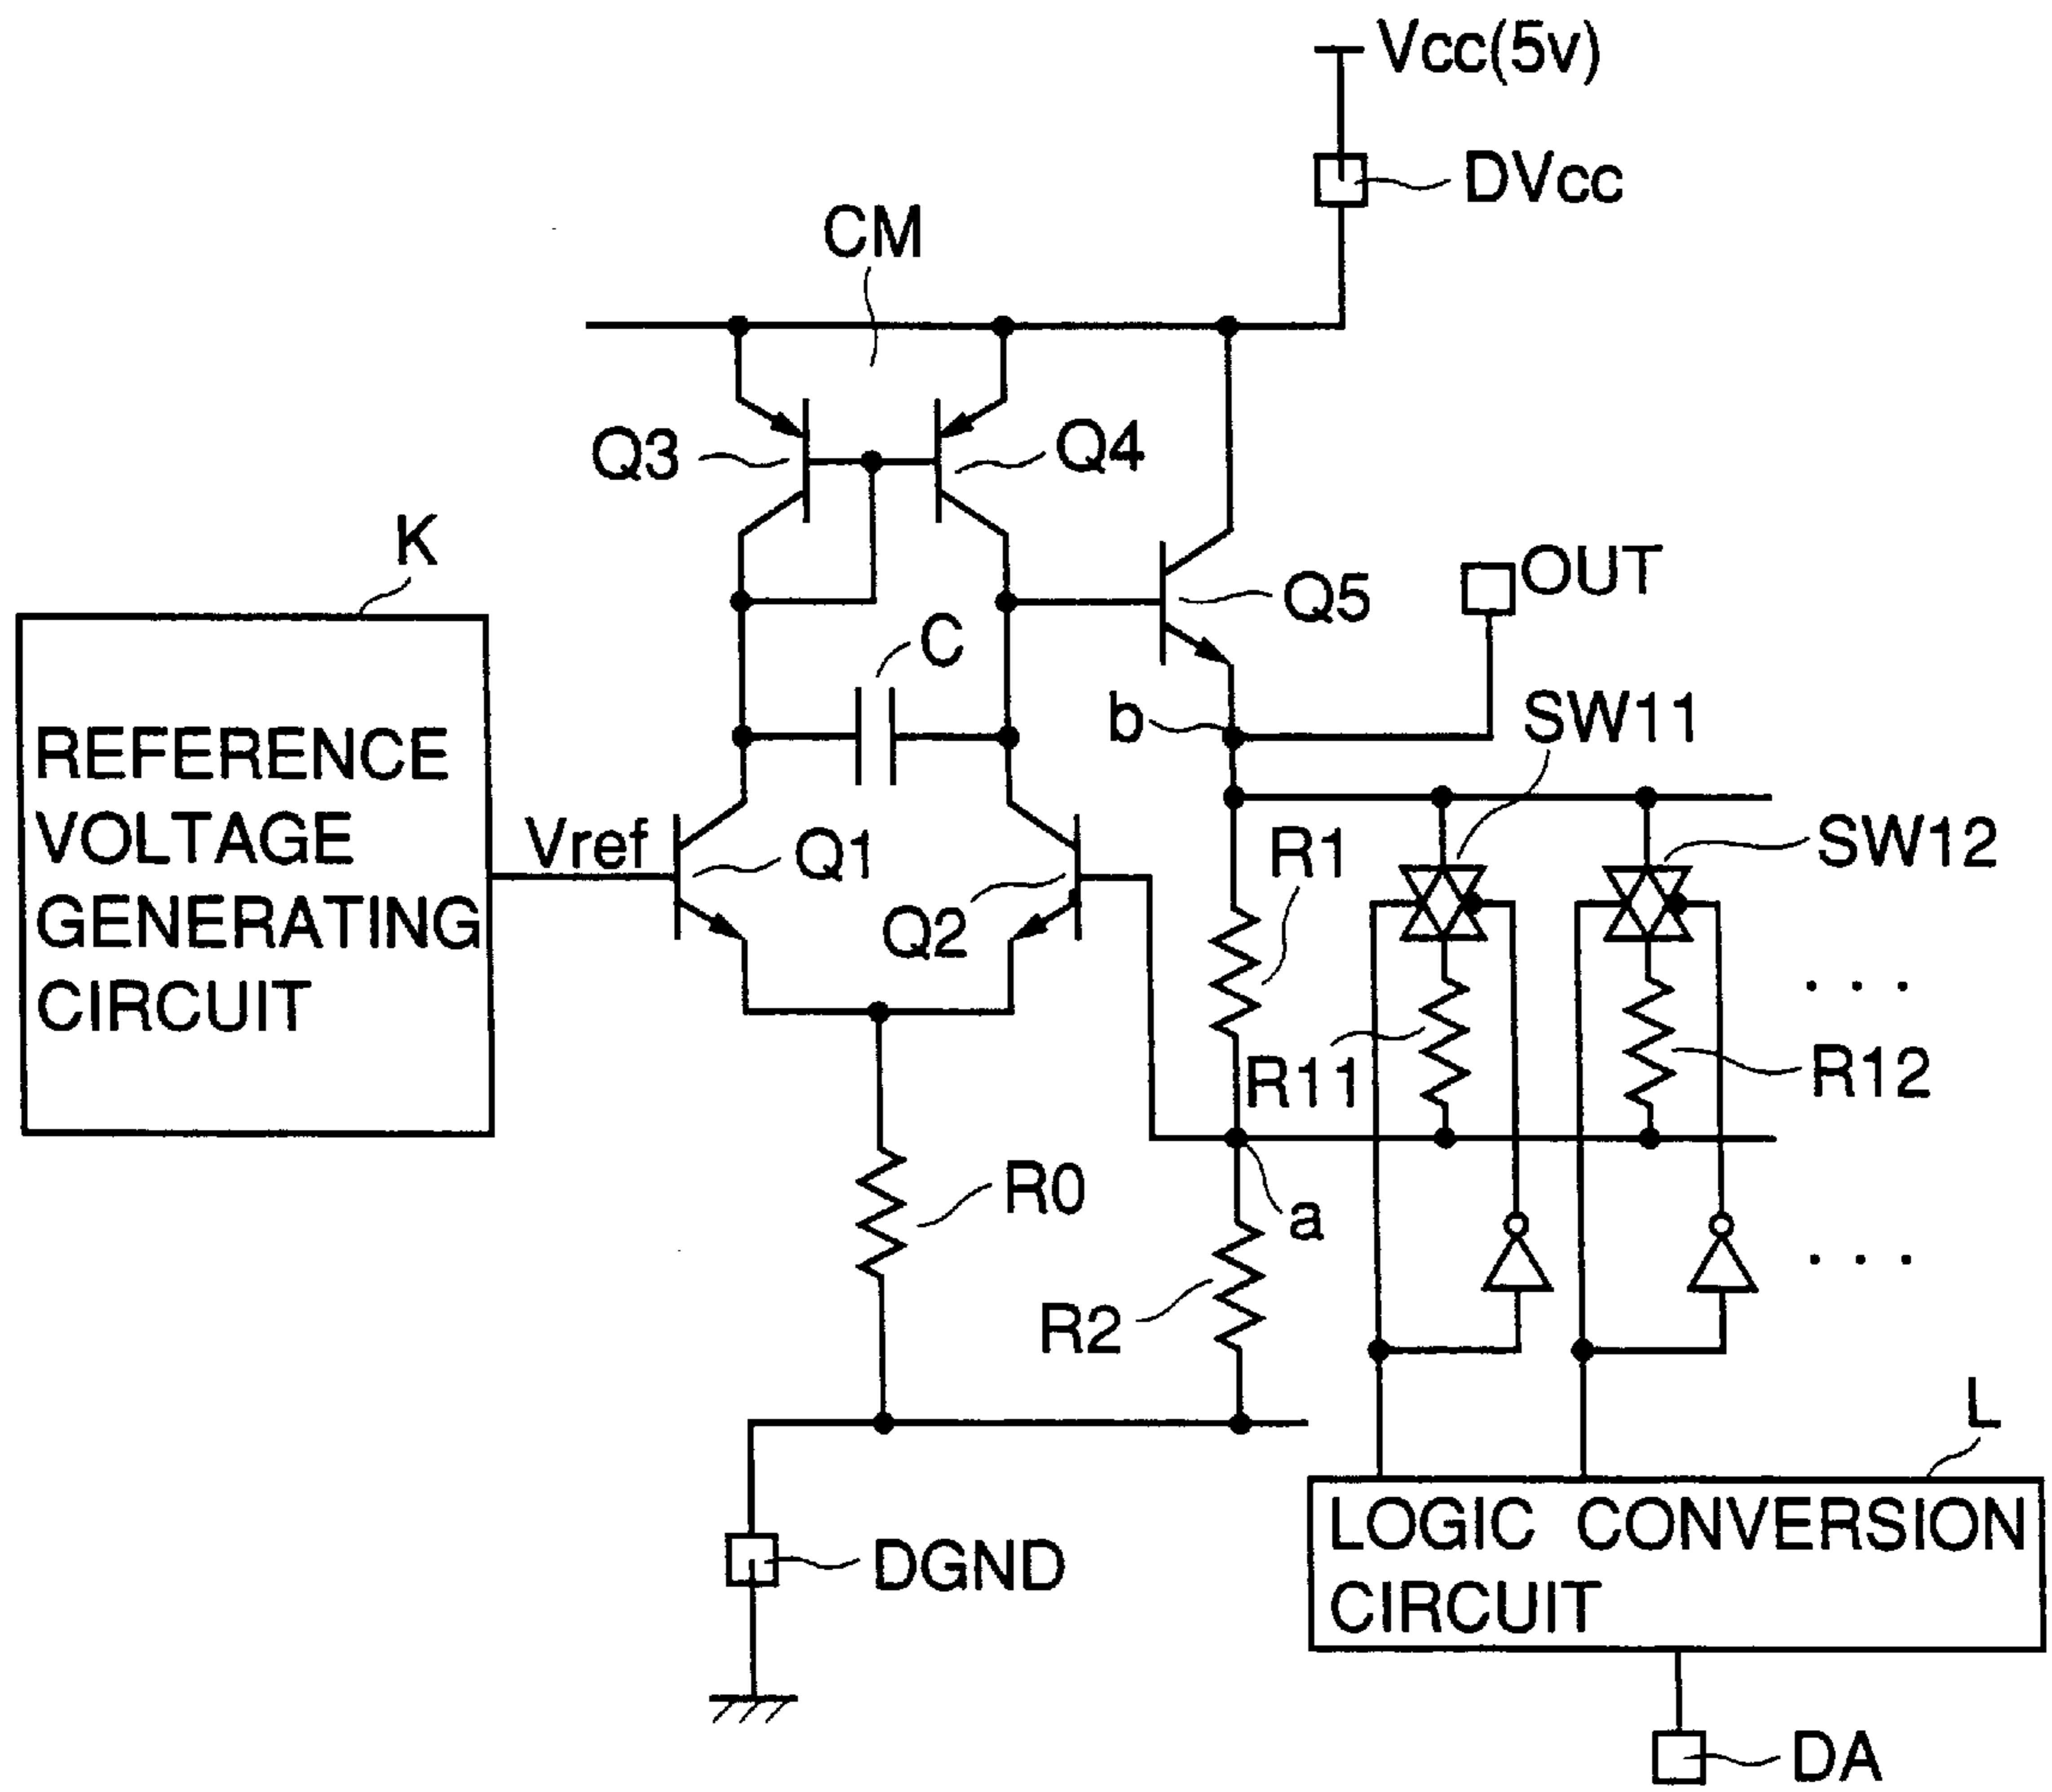 Vcc(5v)
DVcc
CM
Q3
Q4
K
OUT
Q5
C
b
SW11
REFERENCE
VOLTAGE
GENERATING
CIRCUIT
Vref
Q1
R1
SW12
Q2
. . .
R11
R12
R0
a
. . .
R2
L
LOGIC CONVERSION
CIRCUIT
DGND
DA